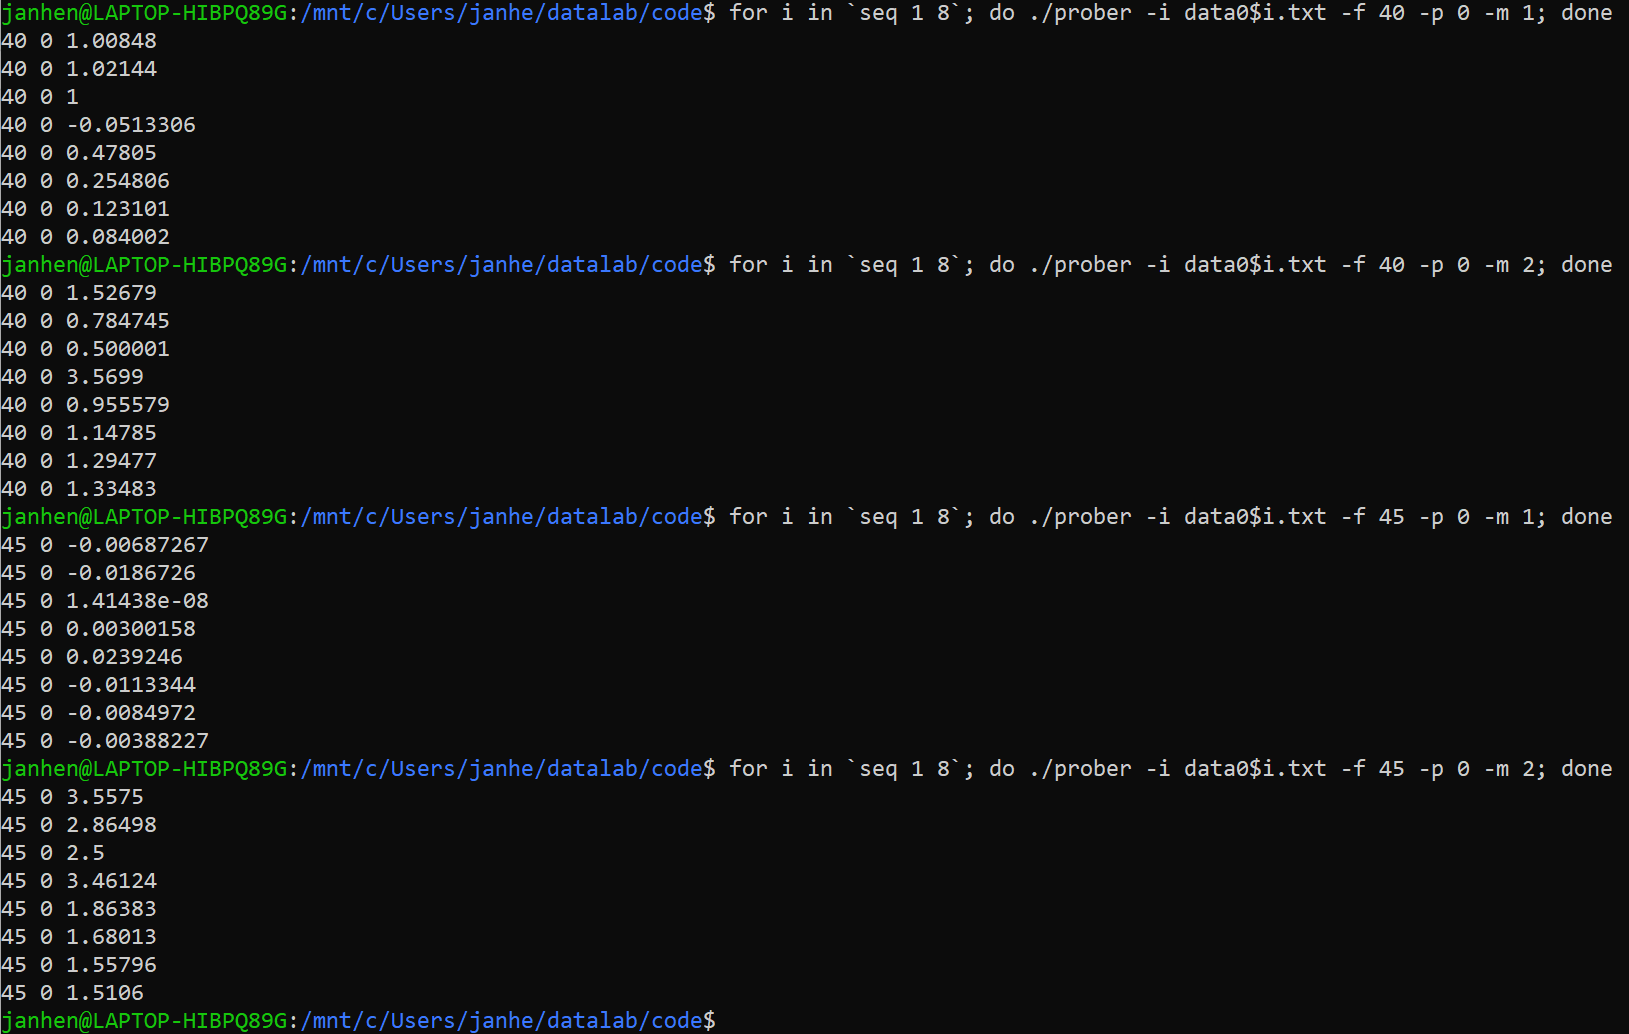 janhen@LAPTOP-HIBPQ89G:/mnt/c/Users/janhe/datalab/code$ for i in `seq 1 8`; do ./prober -i data0$i.txt -f 40 -p 0 -m 1; done
40 0 1.00848
40 0 1.02144
40 0 1
40 0 -0.0513306
40 0 0.47805
40 0 0.254806
40 0 0.123101
40 0 0.084002
janhen@LAPTOP-HIBPQ89G:/mnt/c/Users/janhe/datalab/code$ for i in `seq 1 8`; do ./prober -i data0$i.txt -f 40 -p 0 -m 2; done
40 0 1.52679
40 0 0.784745
40 0 0.500001
40 0 3.5699
40 0 0.955579
40 0 1.14785
40 0 1.29477
40 0 1.33483
janhen@LAPTOP-HIBPQ89G:/mnt/c/Users/janhe/datalab/code$ for i in `seq 1 8`; do ./prober -i data0$i.txt -f 45 -p 0 -m 1; done
45 0 -0.00687267
45 0 -0.0186726
45 0 1.41438e-08
45 0 0.00300158
45 0 0.0239246
45 0 -0.0113344
45 0 -0.0084972
45 0 -0.00388227
janhen@LAPTOP-HIBPQ89G:/mnt/c/Users/janhe/datalab/code$ for i in `seq 1 8`; do ./prober -i data0$i.txt -f 45 -p 0 -m 2; done
45 0 3.5575
45 0 2.86498
45 0 2.5
45 0 3.46124
45 0 1.86383
45 0 1.68013
45 0 1.55796
45 0 1.5106
janhen@LAPTOP-HIBPQ89G:/mnt/c/Users/janhe/datalab/code$